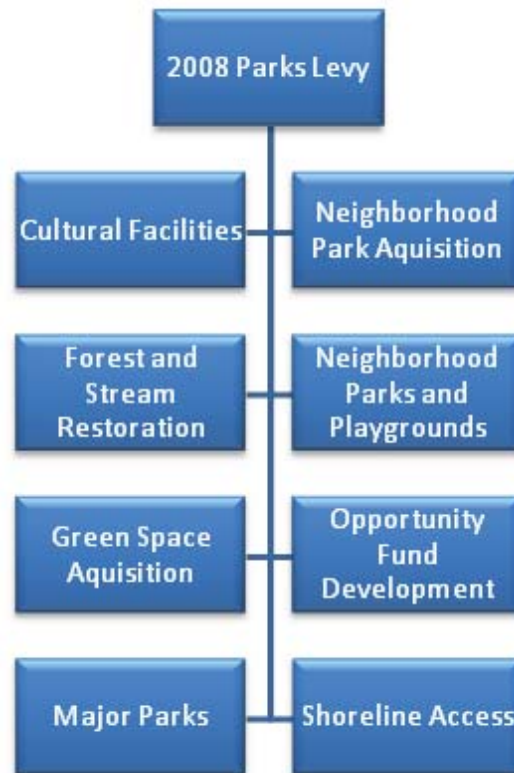 2008 Parks Levy
Cultural Facilities
Neighborhood
Park Aquisition
Forest and
Stream
Restoration
Neighborhood
Parks and
Playgrounds
Green Space
Aquisition
Opportunity
Fund
Development
Major Parks
Shoreline Access